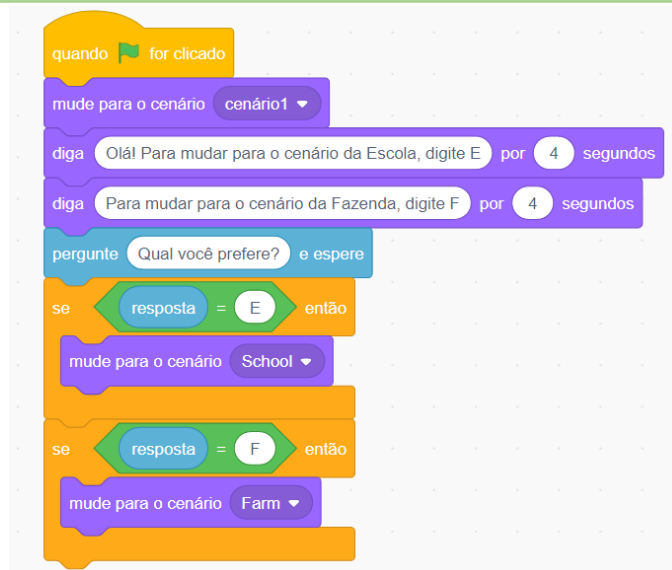 quando for clicado
mude para o cenário cenário1
diga Olá! Para mudar para o cenário da Escola, digite E por 4 segundos
diga Para mudar para o cenário da Fazenda, digite F por 4 segundos
pergunte Qual você prefere? e espere
se resposta = E então
mude para o cenário School
se resposta = F então
mude para o cenário Farm